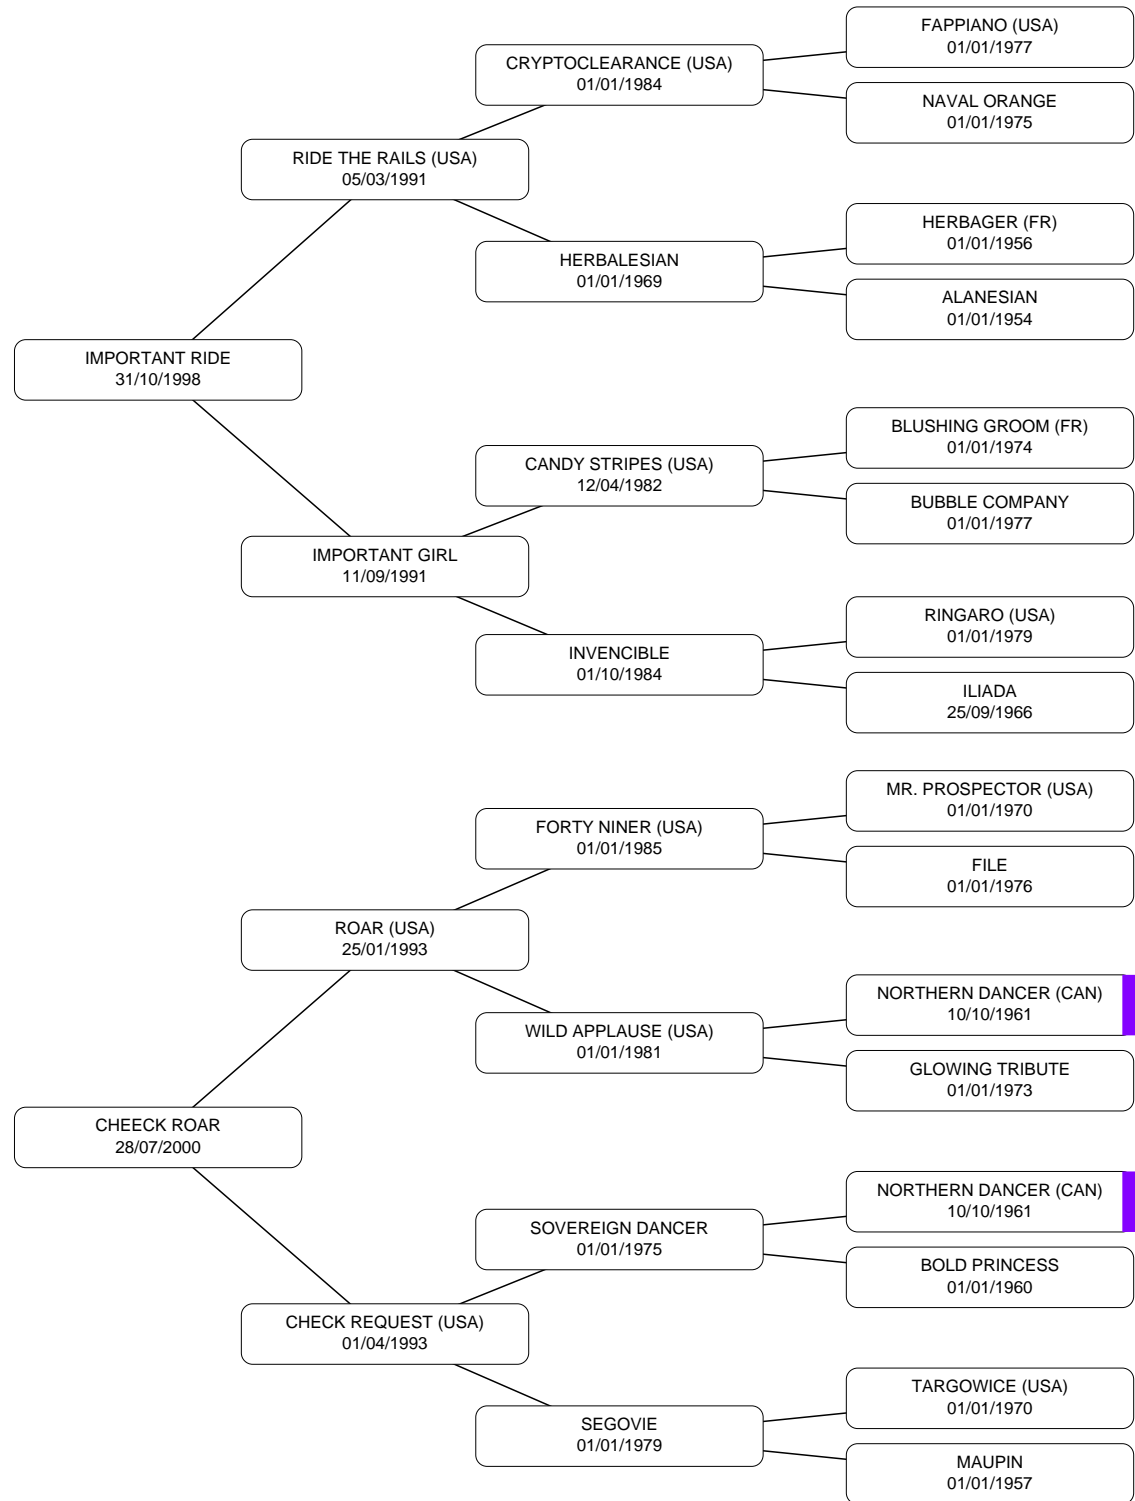 FAPPIANO (USA)
01/01/1977
CRYPTOCLEARANCE (USA)
01/01/1984
NAVAL ORANGE
01/01/1975
RIDE THE RAILS (USA)
05/03/1991
HERBAGER (FR)
01/01/1956
HERBALESIAN
01/01/1969
ALANESIAN
01/01/1954
IMPORTANT RIDE
31/10/1998
BLUSHING GROOM (FR)
01/01/1974
CANDY STRIPES (USA)
12/04/1982
BUBBLE COMPANY
01/01/1977
IMPORTANT GIRL
11/09/1991
RINGARO (USA)
01/01/1979
INVENCIBLE
01/10/1984
ILIADA
25/09/1966
MR. PROSPECTOR (USA)
01/01/1970
FORTY NINER (USA)
01/01/1985
FILE
01/01/1976
ROAR (USA)
25/01/1993
NORTHERN DANCER (CAN)
10/10/1961
WILD APPLAUSE (USA)
01/01/1981
GLOWING TRIBUTE
01/01/1973
CHEECK ROAR
28/07/2000
NORTHERN DANCER (CAN)
10/10/1961
SOVEREIGN DANCER
01/01/1975
BOLD PRINCESS
01/01/1960
CHECK REQUEST (USA)
01/04/1993
TARGOWICE (USA)
01/01/1970
SEGOVIE
01/01/1979
MAUPIN
01/01/1957